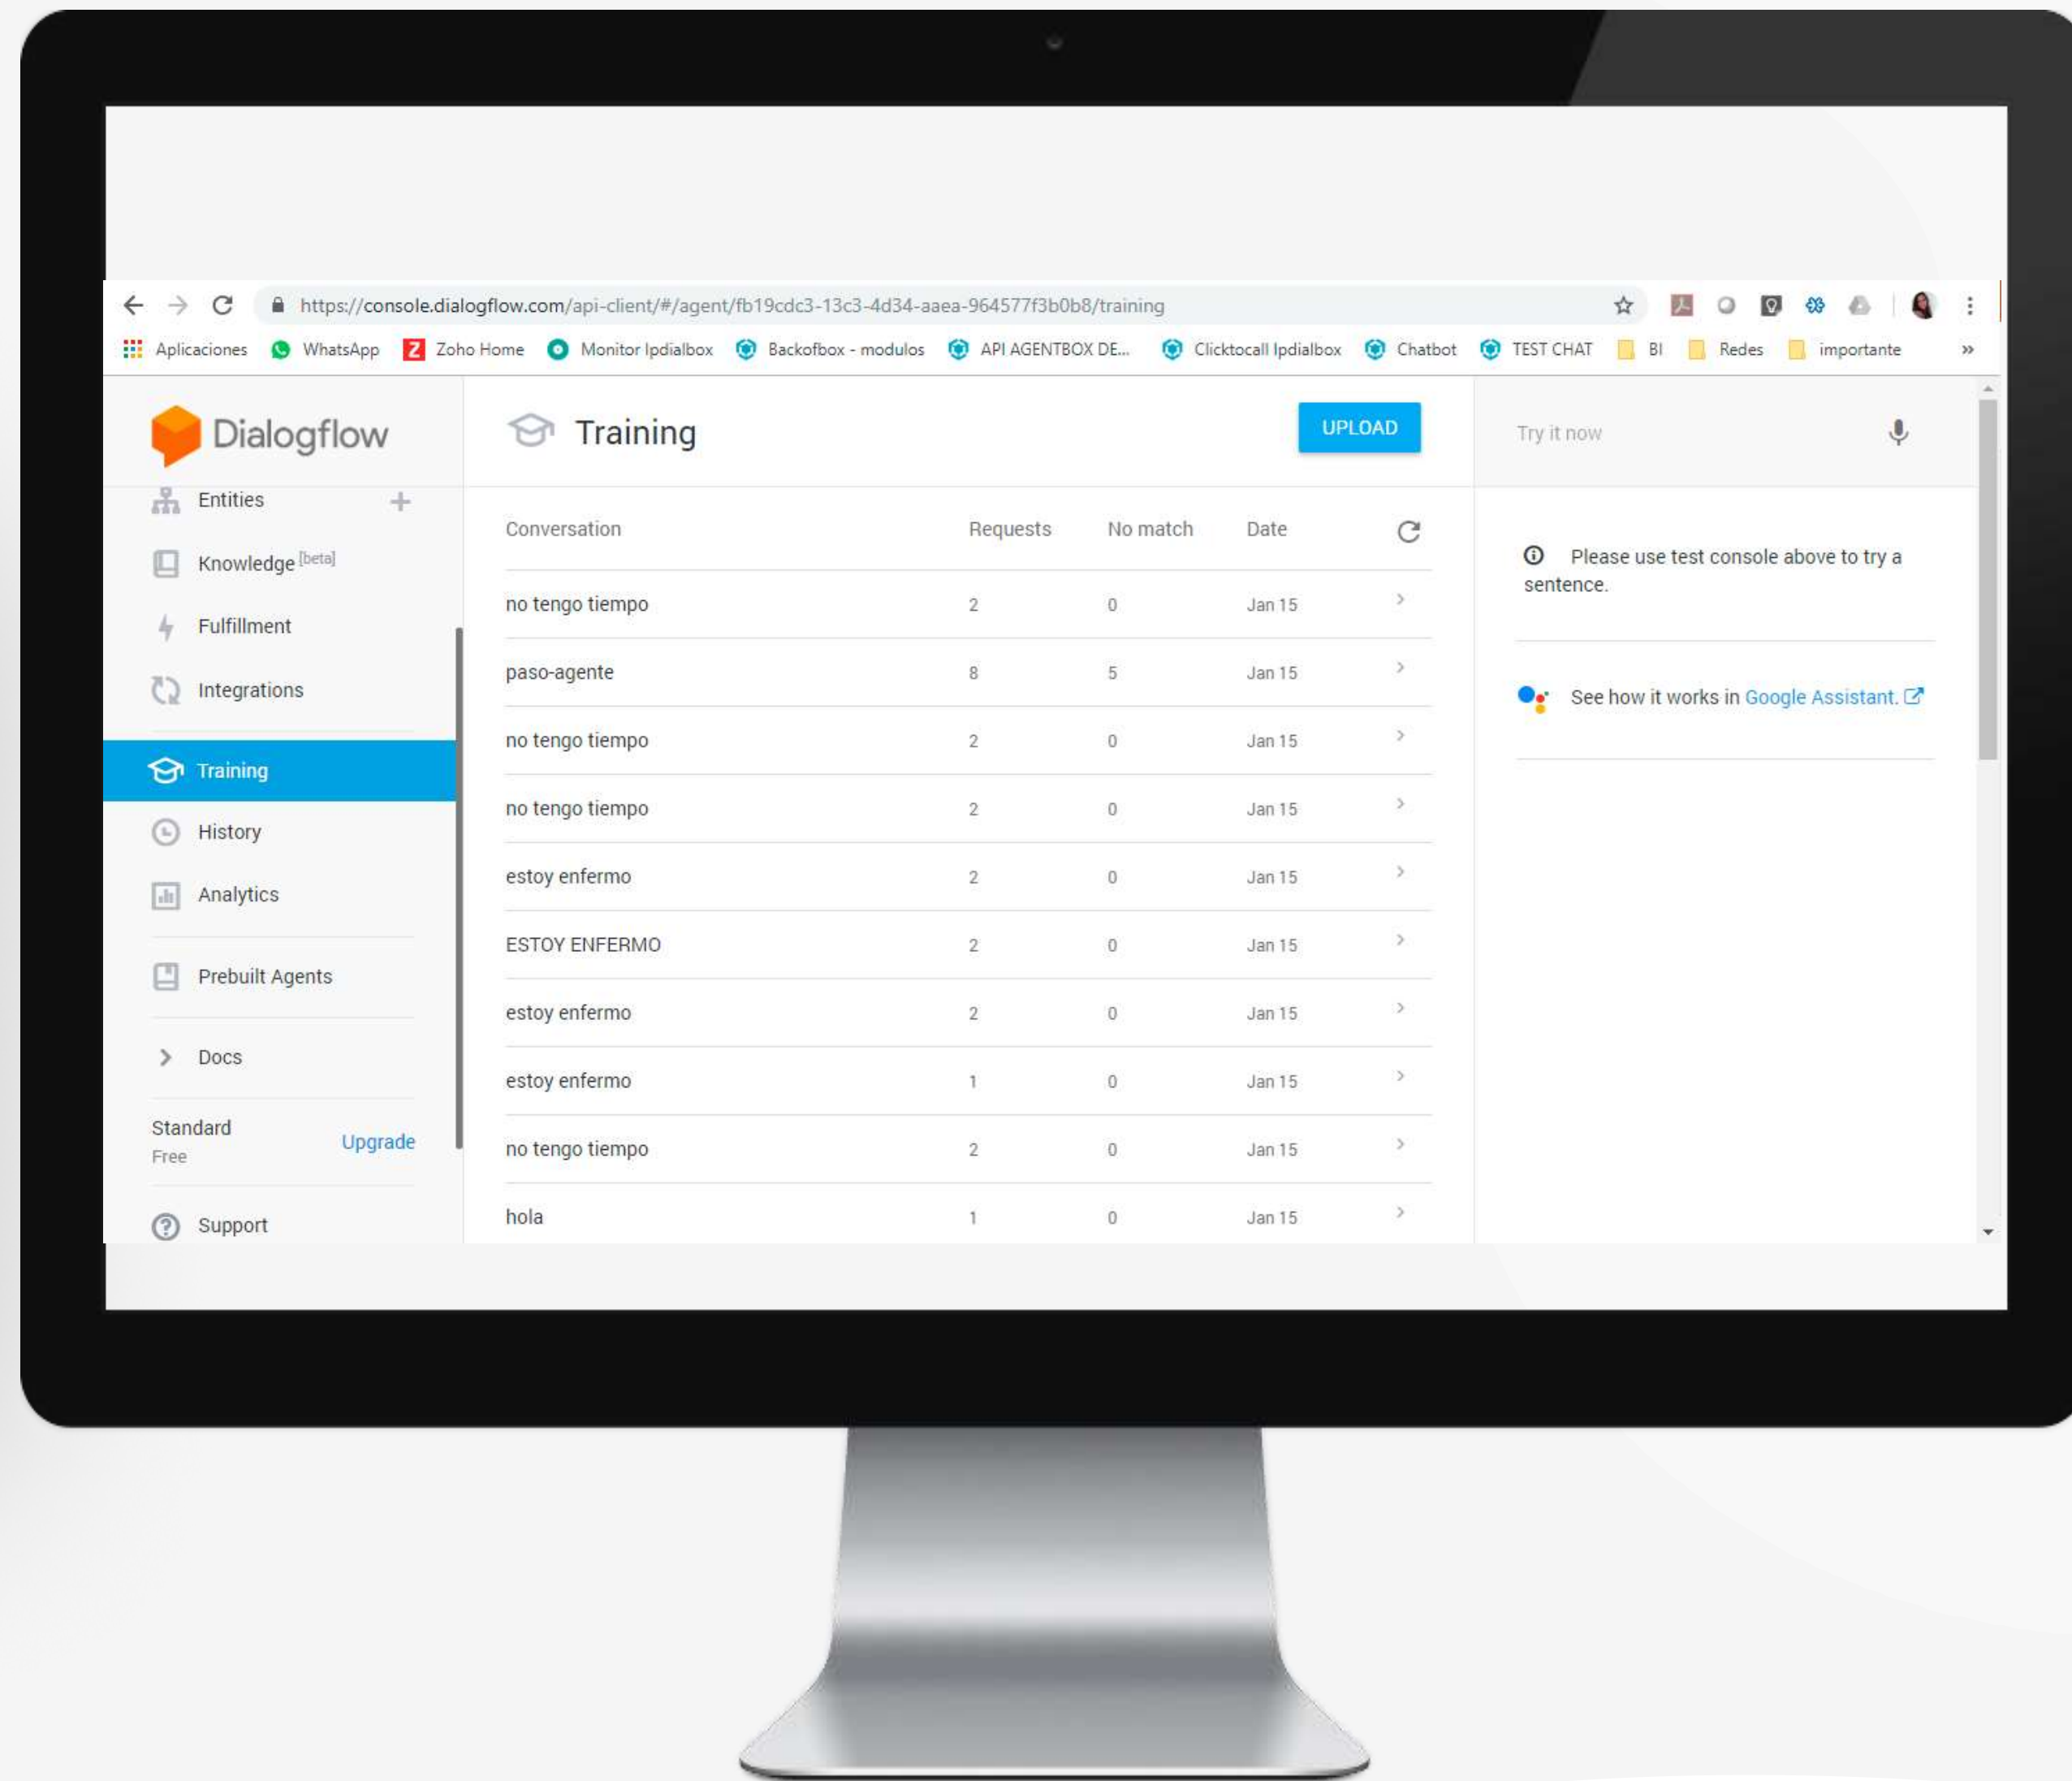 https://console.dialogflow.com/api-client/#/agent/fb19cdc3-13c3-4d34-aaea-964577f3b0b8/training
Aplicaciones WhatsApp Z Zoho Home Monitor Ipdialbox Backofbox - modulos API AGENTBOX DE... Clicktocall Ipdialbox Chatbot TEST CHAT BI Redes importante »
Dialogflow
Entities +
Knowledge [beta]
Fulfillment
Integrations
Training
History
Analytics
Prebuilt Agents
Docs
Standard
Free
Upgrade
Support
Training UPLOAD
Conversation Requests No match Date
no tengo tiempo 2 0 Jan 15
paso-agente 8 5 Jan 15
no tengo tiempo 2 0 Jan 15
no tengo tiempo 2 0 Jan 15
estoy enfermo 2 0 Jan 15
ESTOY ENFERMO 2 0 Jan 15
estoy enfermo 2 0 Jan 15
estoy enfermo 1 0 Jan 15
no tengo tiempo 2 0 Jan 15
hola 1 0 Jan 15
Try it now
Please use test console above to try a
sentence.
See how it works in Google Assistant.